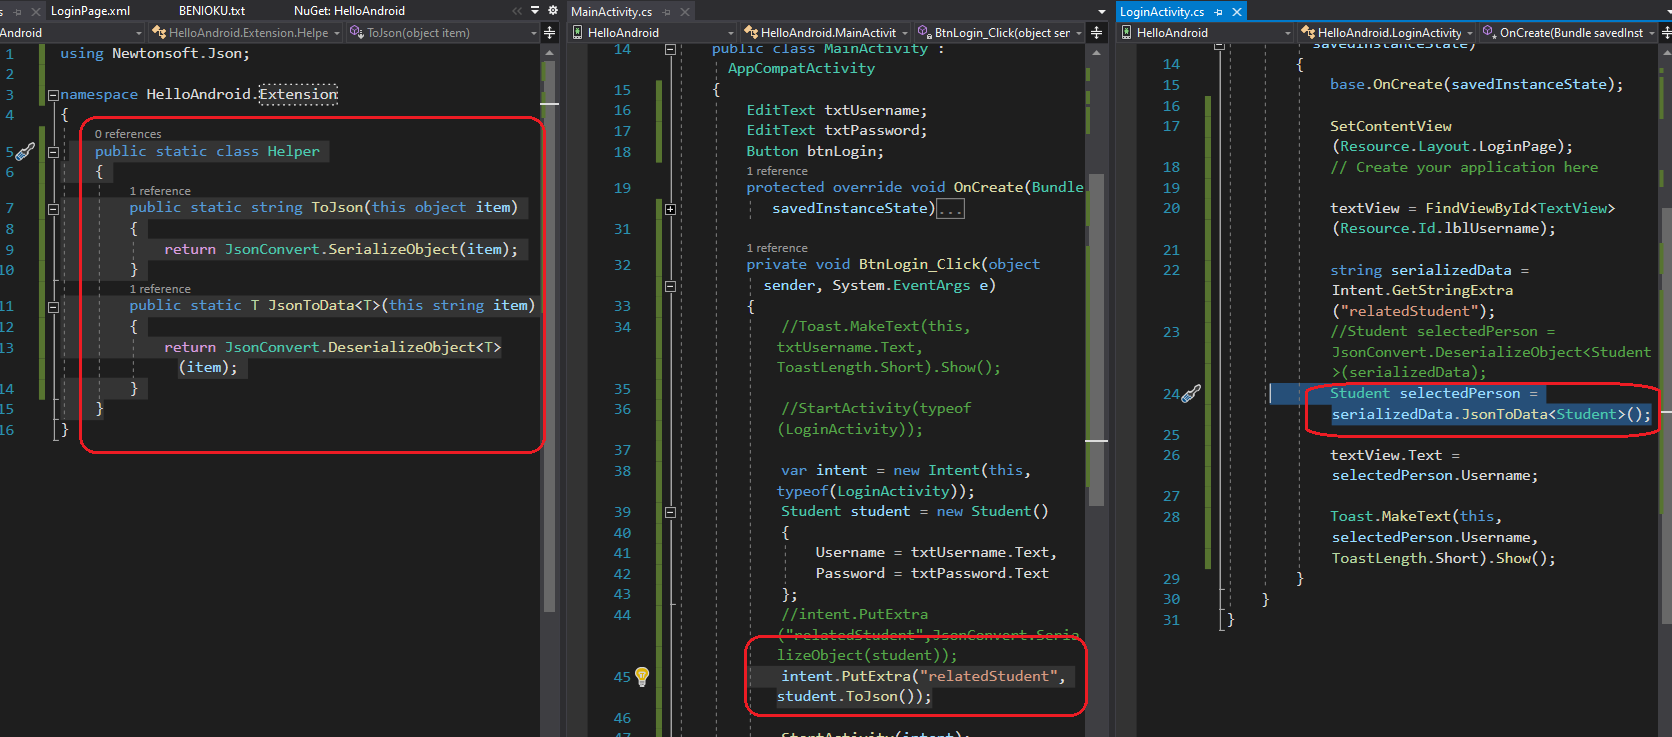 LoginPage.xml BENIOKU.txt NuGet: HelloAndroid
HelloAndroid.Extension.Helpe ToJson(object item)
1 using Newtonsoft.Json;
2
3 namespace HelloAndroid.Extension
4 {
0 references
5 public static class Helper
6 {
1 reference
7 public static string ToJson(this object item)
8 {
9 return JsonConvert.SerializeObject(item);
10 }
1 reference
11 public static T JsonToData<T>(this string item)
12 {
13 return JsonConvert.DeserializeObject<T>
(item);
14 }
15 }
16 }
MainActivity.cs
HelloAndroid HelloAndroid.MainActivit BtnLogin_Click(object ser
14 public class MainActivity :
AppCompatActivity
15 {
16 EditText txtUsername;
17 EditText txtPassword;
18 Button btnLogin;
1 reference
19 protected override void OnCreate(Bundle
savedInstanceState)...
31
1 reference
32 private void BtnLogin_Click(object
sender, System.EventArgs e)
33 {
34 //Toast.MakeText(this,
txtUsername.Text,
ToastLength.Short).Show();
35
36 //StartActivity(typeof
(LoginActivity));
37
38 var intent = new Intent(this,
typeof(LoginActivity));
39 Student student = new Student()
40 {
41 Username = txtUsername.Text,
42 Password = txtPassword.Text
43 };
44 //intent.PutExtra
("relatedStudent",JsonConvert.Seria
lizeObject(student));
45 intent.PutExtra("relatedStudent",
student.ToJson());
46
47 StartActivity(intent);
LoginActivity.cs
HelloAndroid HelloAndroid.LoginActivity OnCreate(Bundle savedInst
savedInstanceState)
14 {
15 base.OnCreate(savedInstanceState);
16
17 SetContentView
(Resource.Layout.LoginPage);
18 // Create your application here
19
20 textView = FindViewById<TextView>
(Resource.Id.lblUsername);
21
22 string serializedData =
Intent.GetStringExtra
("relatedStudent");
23 //Student selectedPerson =
JsonConvert.DeserializeObject<Student
>(serializedData);
24 Student selectedPerson =
serializedData.JsonToData<Student>();
25
26 textView.Text =
selectedPerson.Username;
27
28 Toast.MakeText(this,
selectedPerson.Username,
ToastLength.Short).Show();
29 }
30 }
31 }